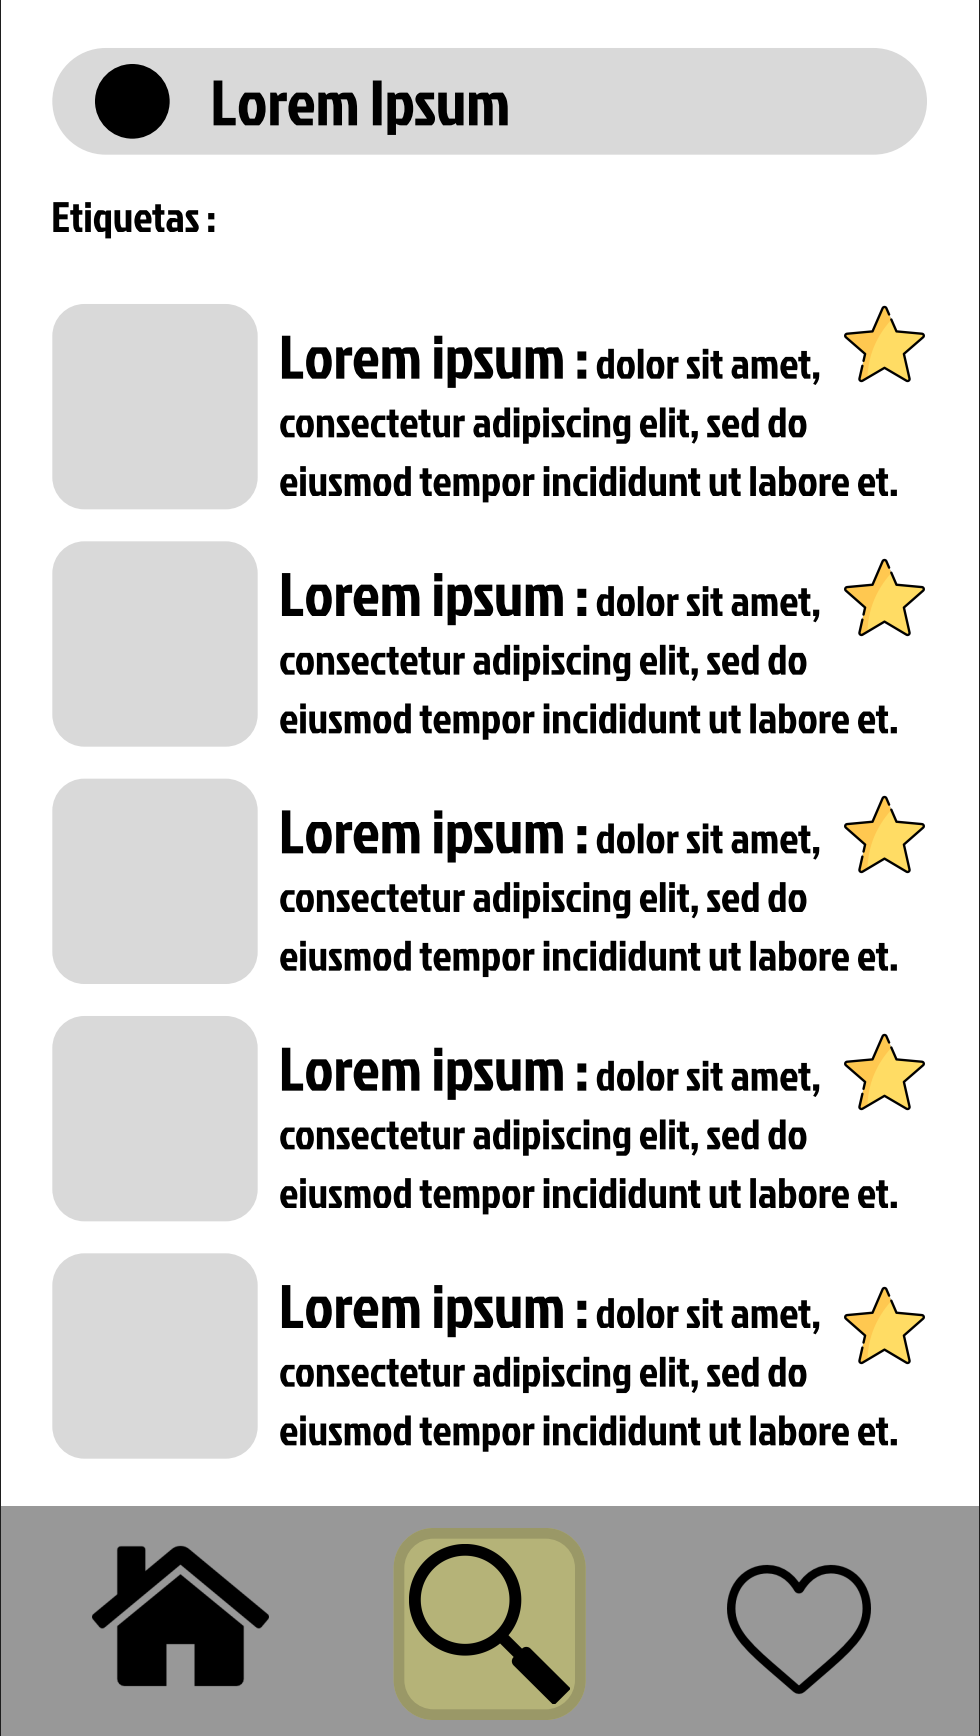 Lorem Ipsum
Etiquetas :
Lorem ipsum : dolor sit amet,
consectetur adipiscing elit, sed do
eiusmod tempor incididunt ut labore et.
Lorem ipsum : dolor sit amet,
consectetur adipiscing elit, sed do
eiusmod tempor incididunt ut labore et.
Lorem ipsum : dolor sit amet,
consectetur adipiscing elit, sed do
eiusmod tempor incididunt ut labore et.
Lorem ipsum : dolor sit amet,
consectetur adipiscing elit, sed do
eiusmod tempor incididunt ut labore et.
Lorem ipsum : dolor sit amet,
consectetur adipiscing elit, sed do
eiusmod tempor incididunt ut labore et.